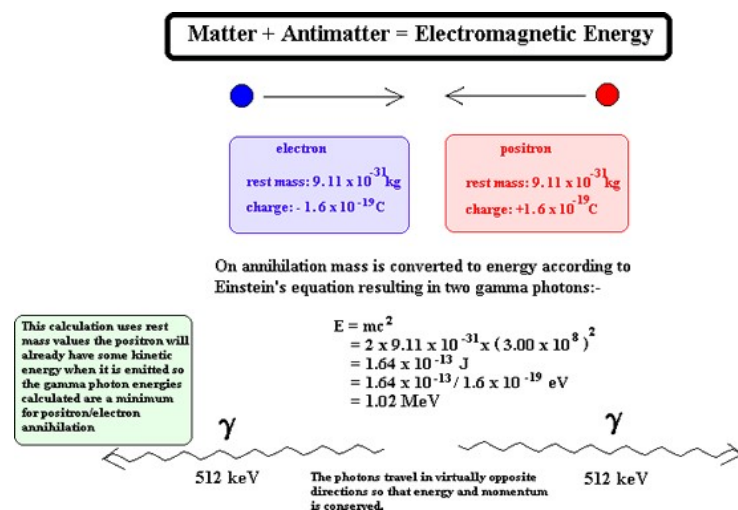 Matter + Antimatter = Electromagnetic Energy
electron
rest mass: 9.11 x 10⁻³¹kg
charge: - 1.6 x 10⁻¹⁹C
positron
rest mass: 9.11 x 10⁻³¹kg
charge: +1.6 x 10⁻¹⁹C
On annihilation mass is converted to energy according to
Einstein's equation resulting in two gamma photons:-
This calculation uses rest
mass values the positron will
already have some kinetic
energy when it is emitted so
the gamma photon energies
calculated are a minimum
for positron/electron
annihilation
E = mc²
= 2 x 9.11 x 10⁻³¹ x (3.00 x 10⁸)²
= 1.64 x 10⁻¹³ J
= 1.64 x 10⁻¹³/ 1.6 x 10⁻¹⁹ eV
= 1.02 MeV
γ
γ
512 keV
512 keV
The photons travel in virtually opposite
directions so that energy and momentum
is conserved.